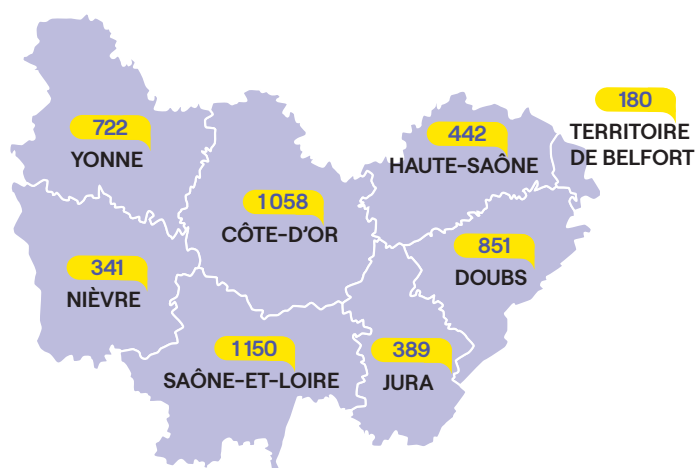 722
YONNE
1 058
CÔTE-D’OR
442
HAUTE-SAÔNE
180
TERRITOIRE
DE BELFORT
341
NIÈVRE
851
DOUBS
1 150
SAÔNE-ET-LOIRE
389
JURA